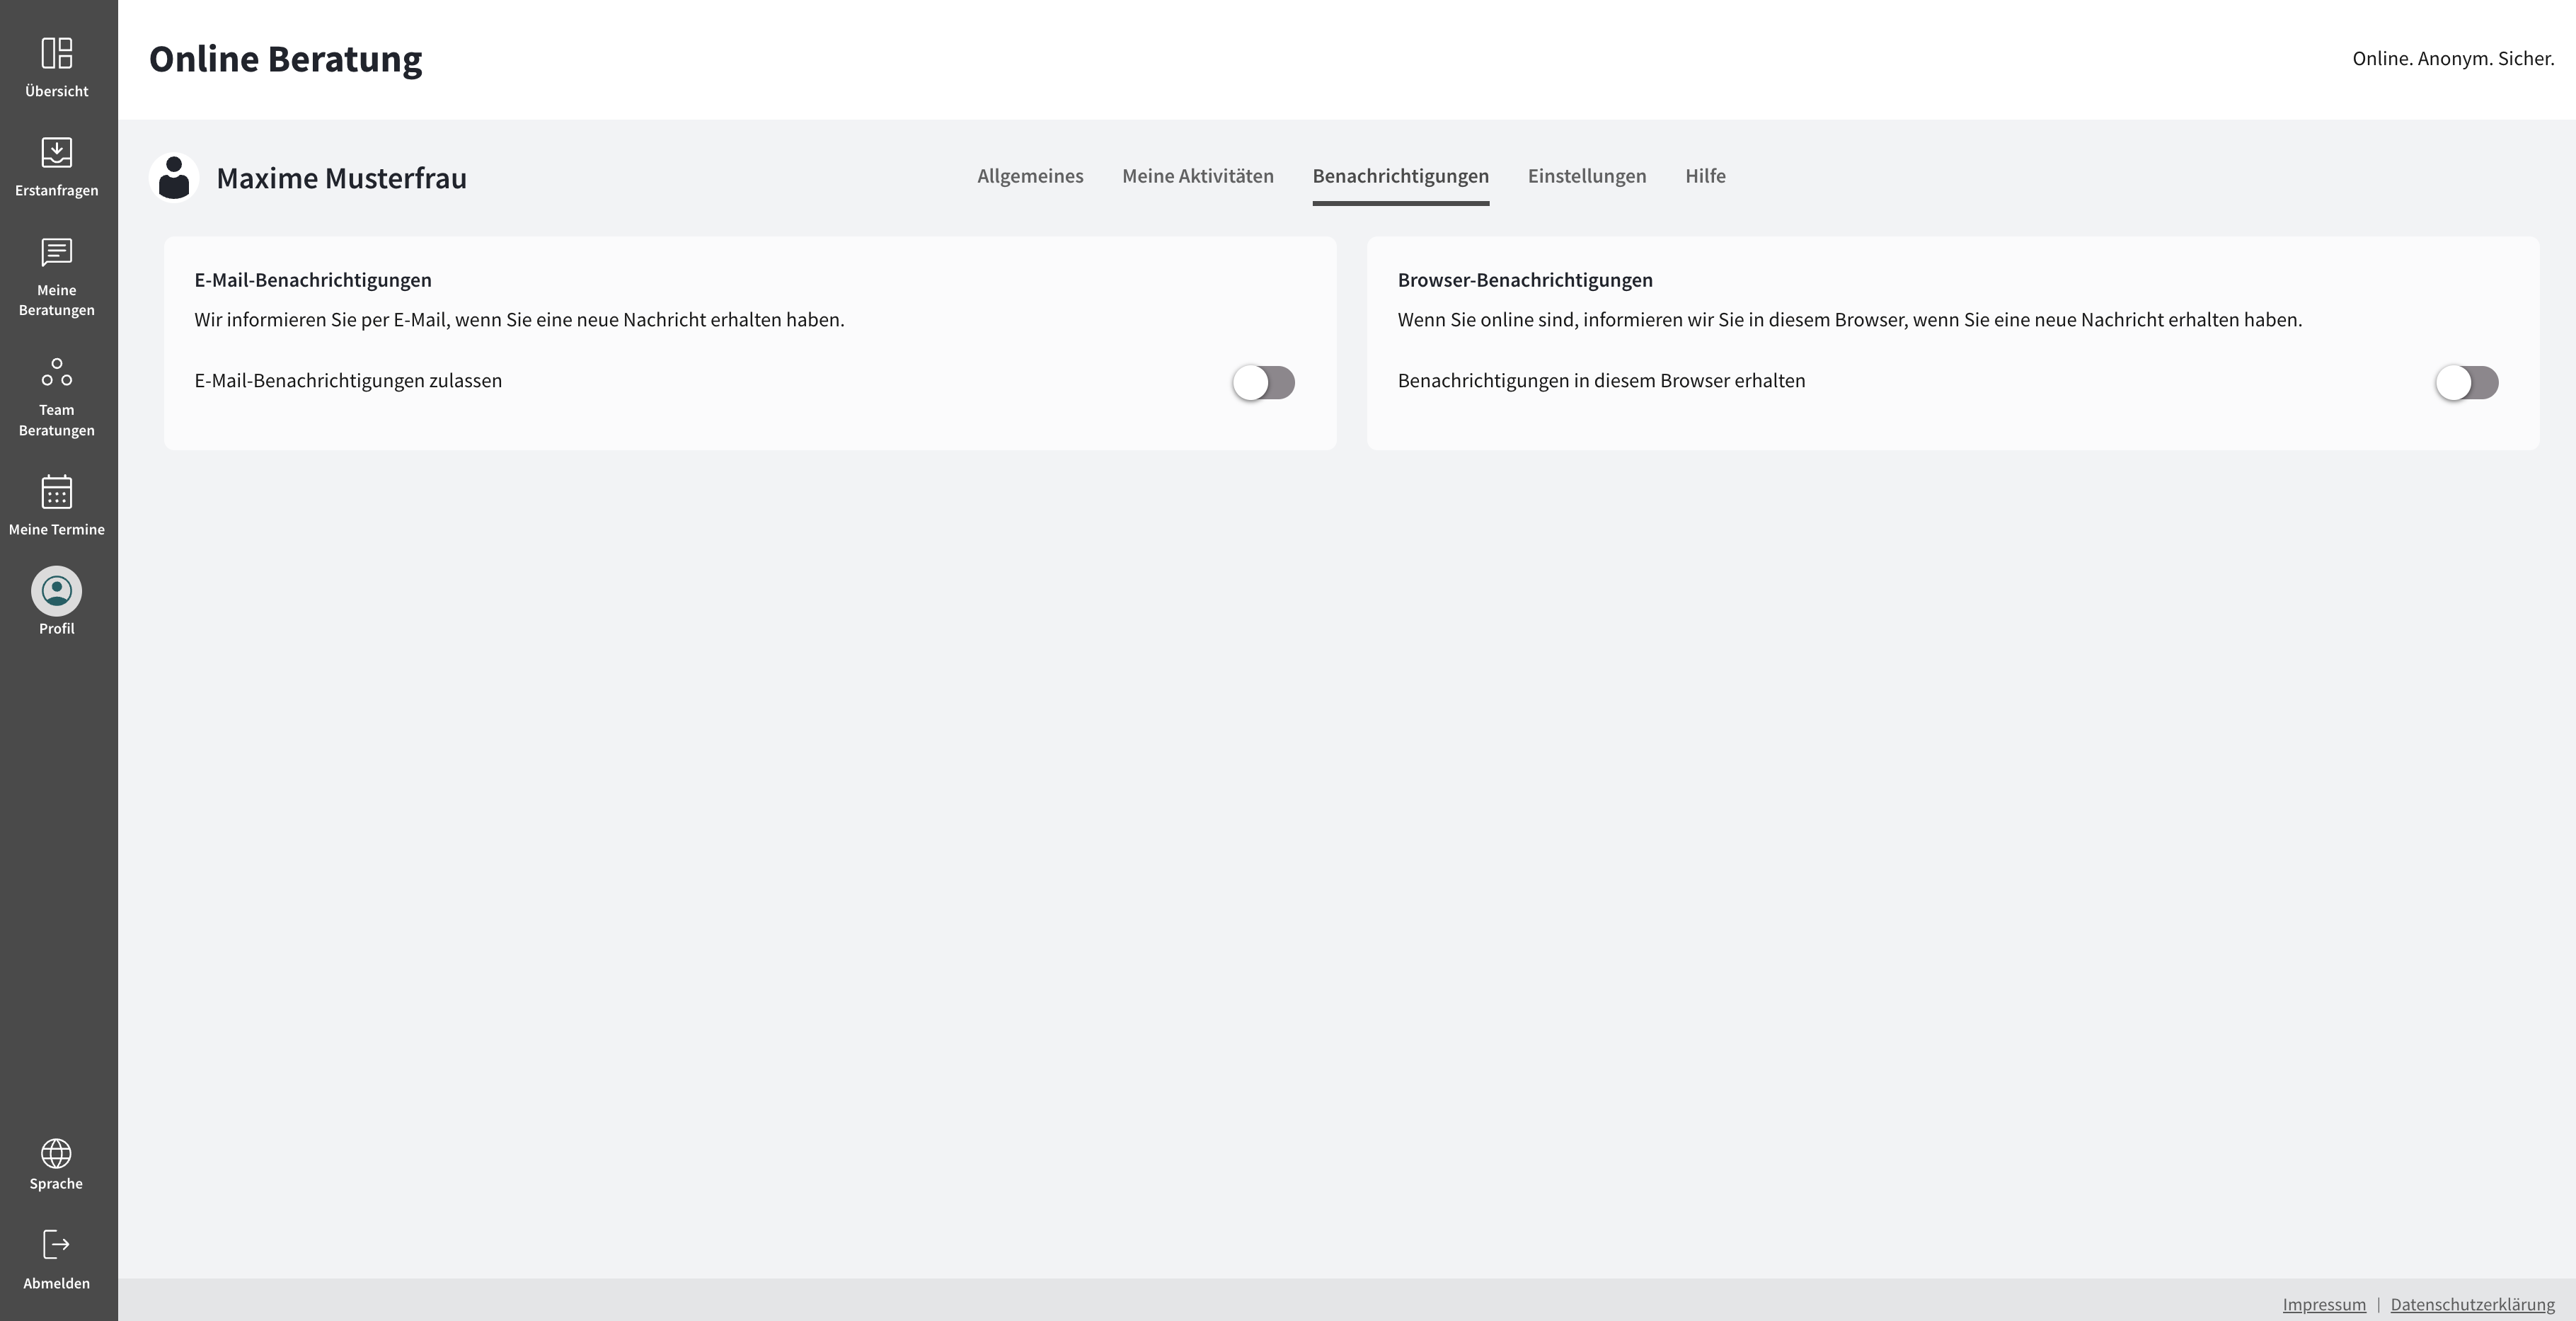 Übersicht
Erstanfragen
Meine
Beratungen
Team
Beratungen
Meine Termine
Profil
Sprache
Abmelden
Online Beratung
Online. Anonym. Sicher.
Maxime Musterfrau
Allgemeines
Meine Aktivitäten
Benachrichtigungen
Einstellungen
Hilfe
E-Mail-Benachrichtigungen
Wir informieren Sie per E-Mail, wenn Sie eine neue Nachricht erhalten haben.
E-Mail-Benachrichtigungen zulassen
Browser-Benachrichtigungen
Wenn Sie online sind, informieren wir Sie in diesem Browser, wenn Sie eine neue Nachricht erhalten haben.
Benachrichtigungen in diesem Browser erhalten
Impressum | Datenschutzerklärung